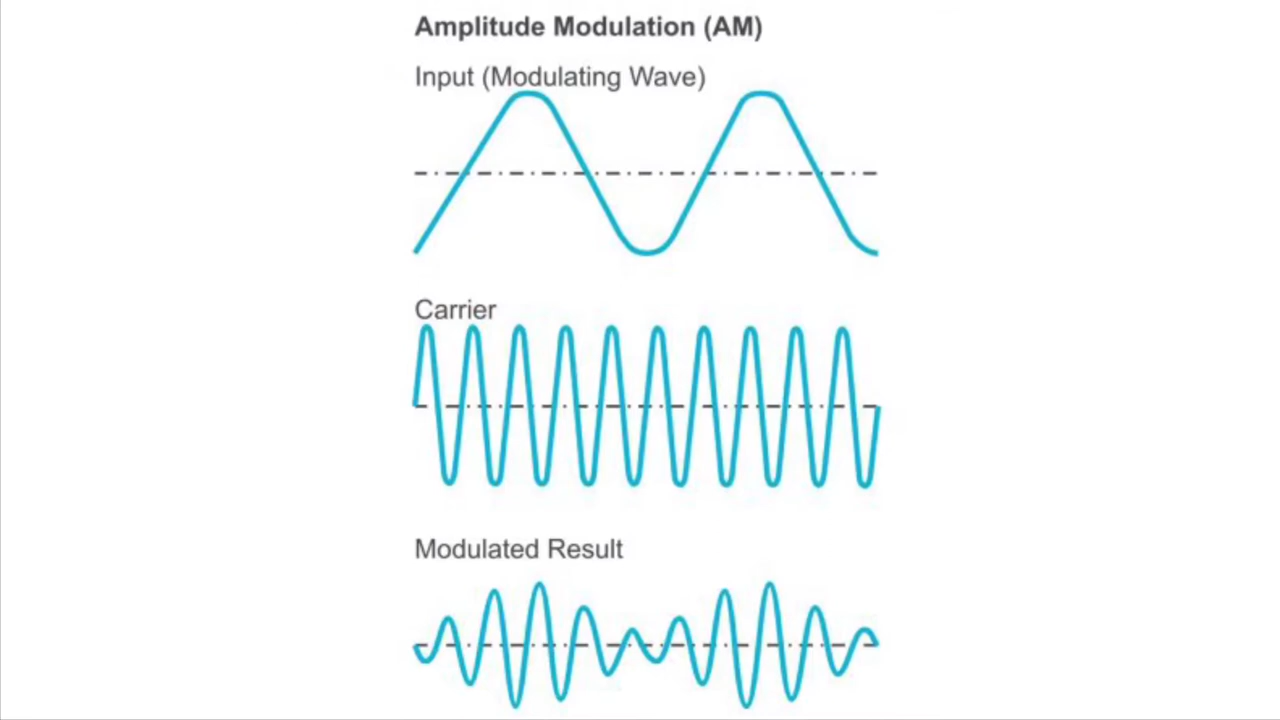 Amplitude Modulation (AM)
Input (Modulating Wave)
Carrier
Modulated Result